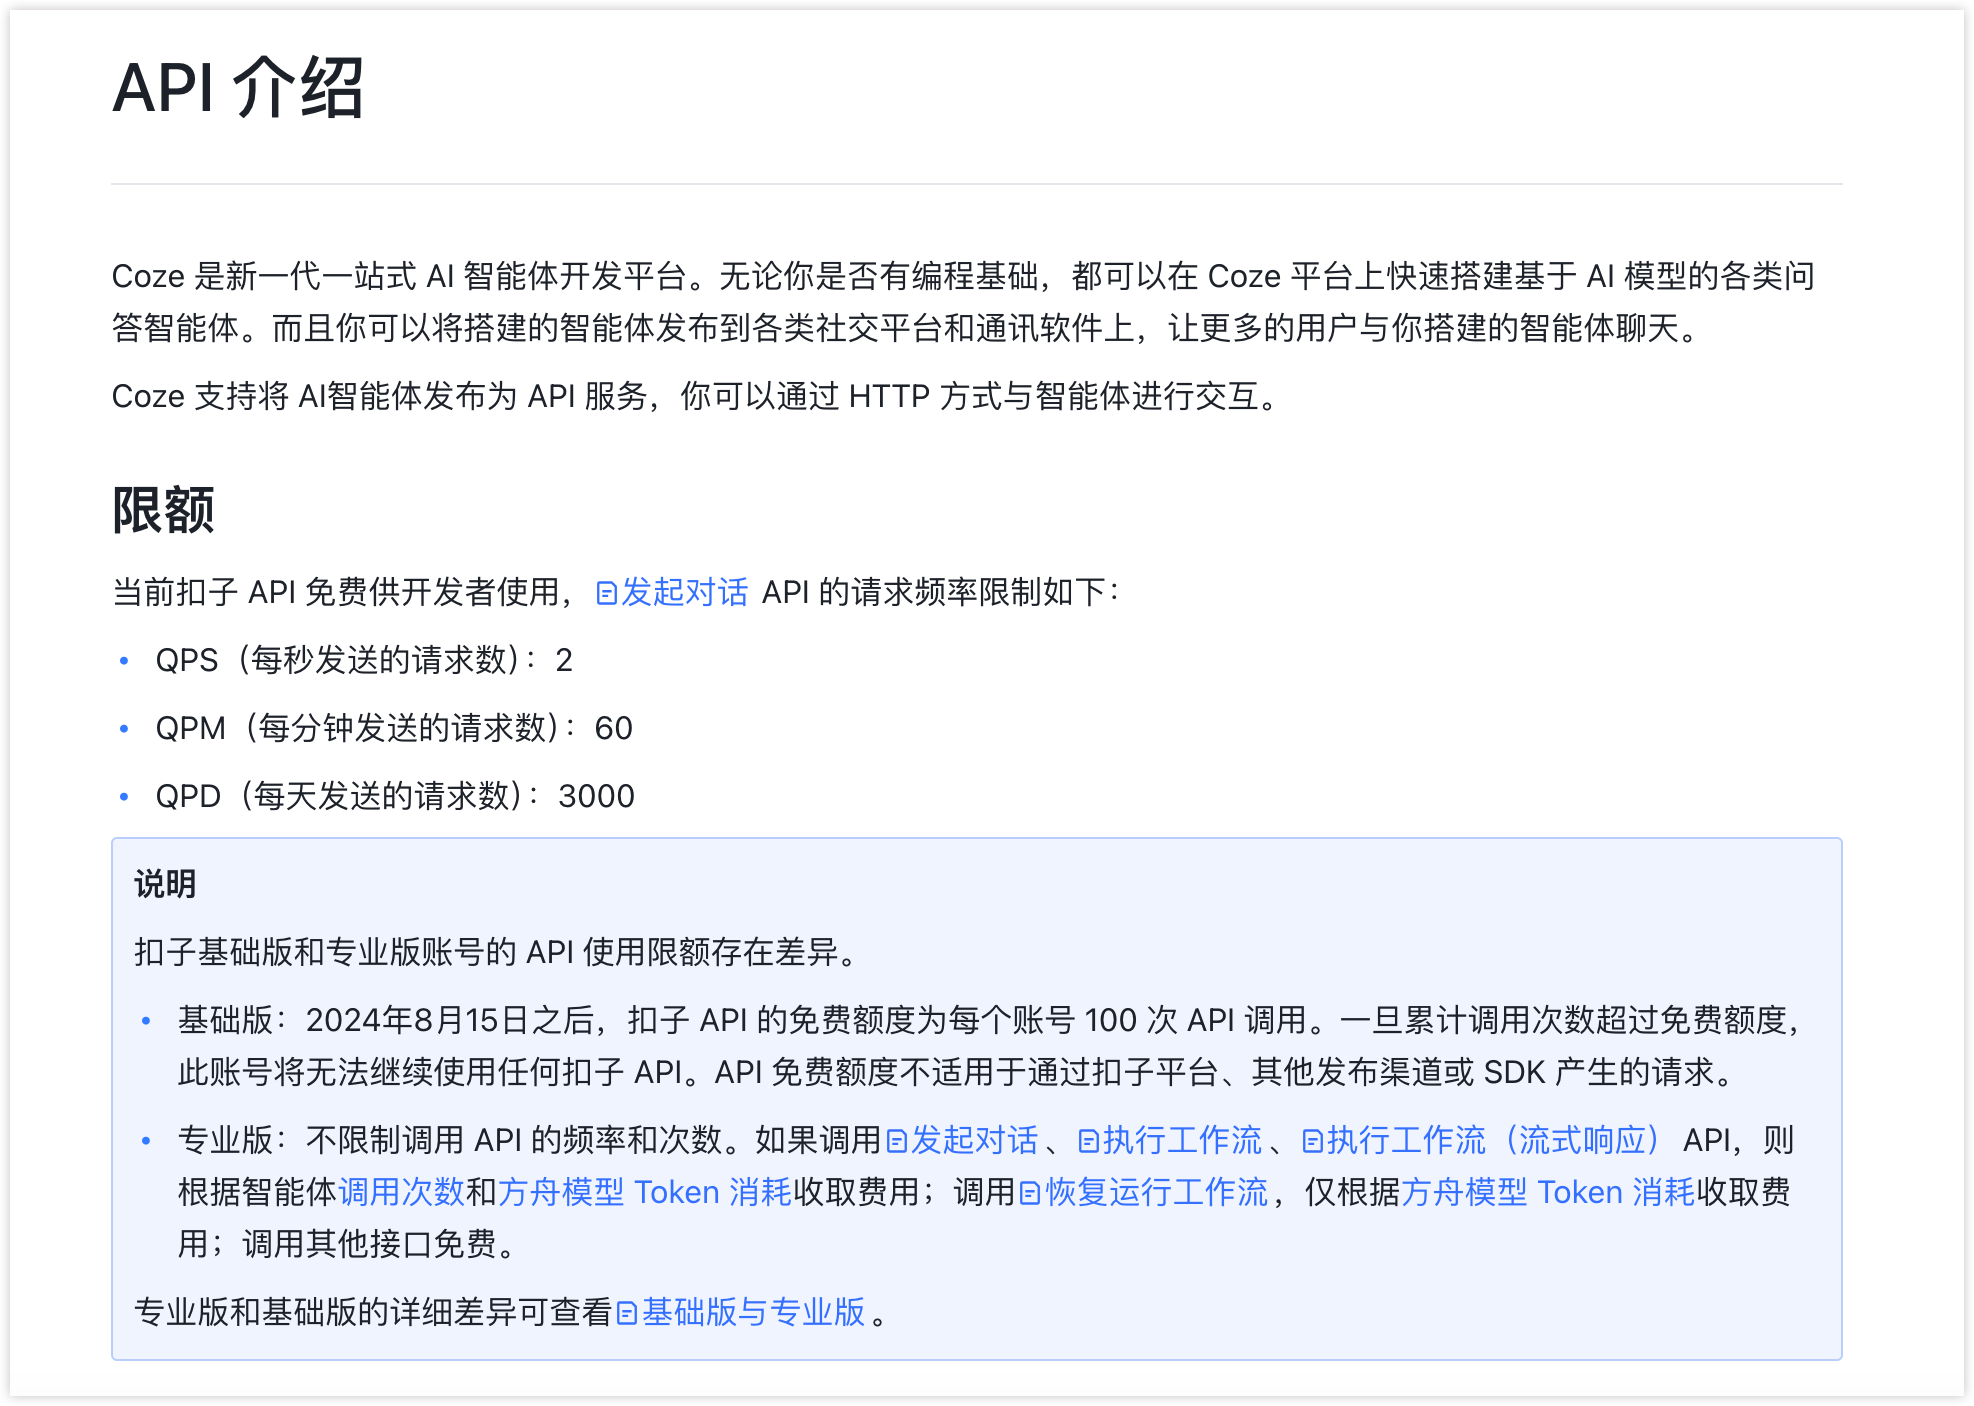 API 介绍
Coze 是新一代一站式 AI 智能体开发平台。无论你是否有编程基础，都可以在 Coze 平台上快速搭建基于 AI 模型的各类问
答智能体。而且你可以将搭建的智能体发布到各类社交平台和通讯软件上，让更多的用户与你搭建的智能体聊天。
Coze 支持将 AI智能体发布为 API 服务，你可以通过 HTTP 方式与智能体进行交互。
限额
当前扣子 API 免费供开发者使用，发起对话 API 的请求频率限制如下：
• QPS（每秒发送的请求数）：2
• QPM（每分钟发送的请求数）：60
• QPD（每天发送的请求数）：3000
说明
扣子基础版和专业版账号的 API 使用限额存在差异。
• 基础版：2024年8月15日之后，扣子 API 的免费额度为每个账号 100 次 API 调用。一旦累计调用次数超过免费额度，
此账号将无法继续使用任何扣子 API。API 免费额度不适用于通过扣子平台、其他发布渠道或 SDK 产生的请求。
• 专业版：不限制调用 API 的频率和次数。如果调用发起对话、执行工作流、执行工作流（流式响应） API，则
根据智能体调用次数和方舟模型 Token 消耗收取费用；调用恢复运行工作流，仅根据方舟模型 Token 消耗收取费
用；调用其他接口免费。
专业版和基础版的详细差异可查看基础版与专业版。